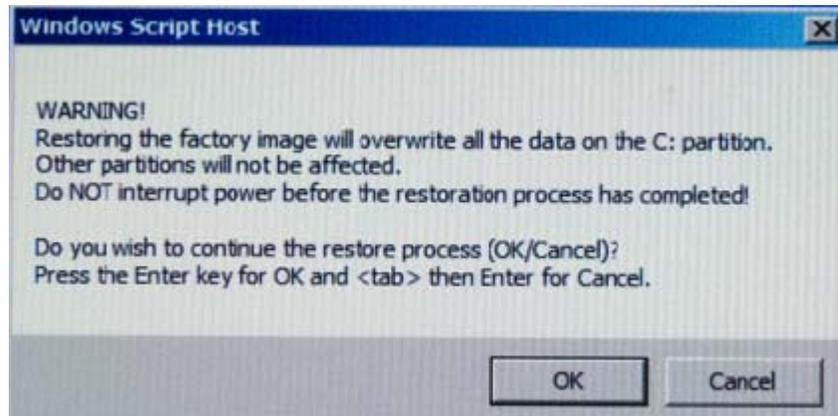 Windows Script Host
WARNING!
Restoring the factory image will overwrite all the data on the C: partition.
Other partitions will not be affected.
Do NOT interrupt power before the restoration process has completed!
Do you wish to continue the restore process (OK/Cancel)?
Press the Enter key for OK and <tab> then Enter for Cancel.
OK
Cancel